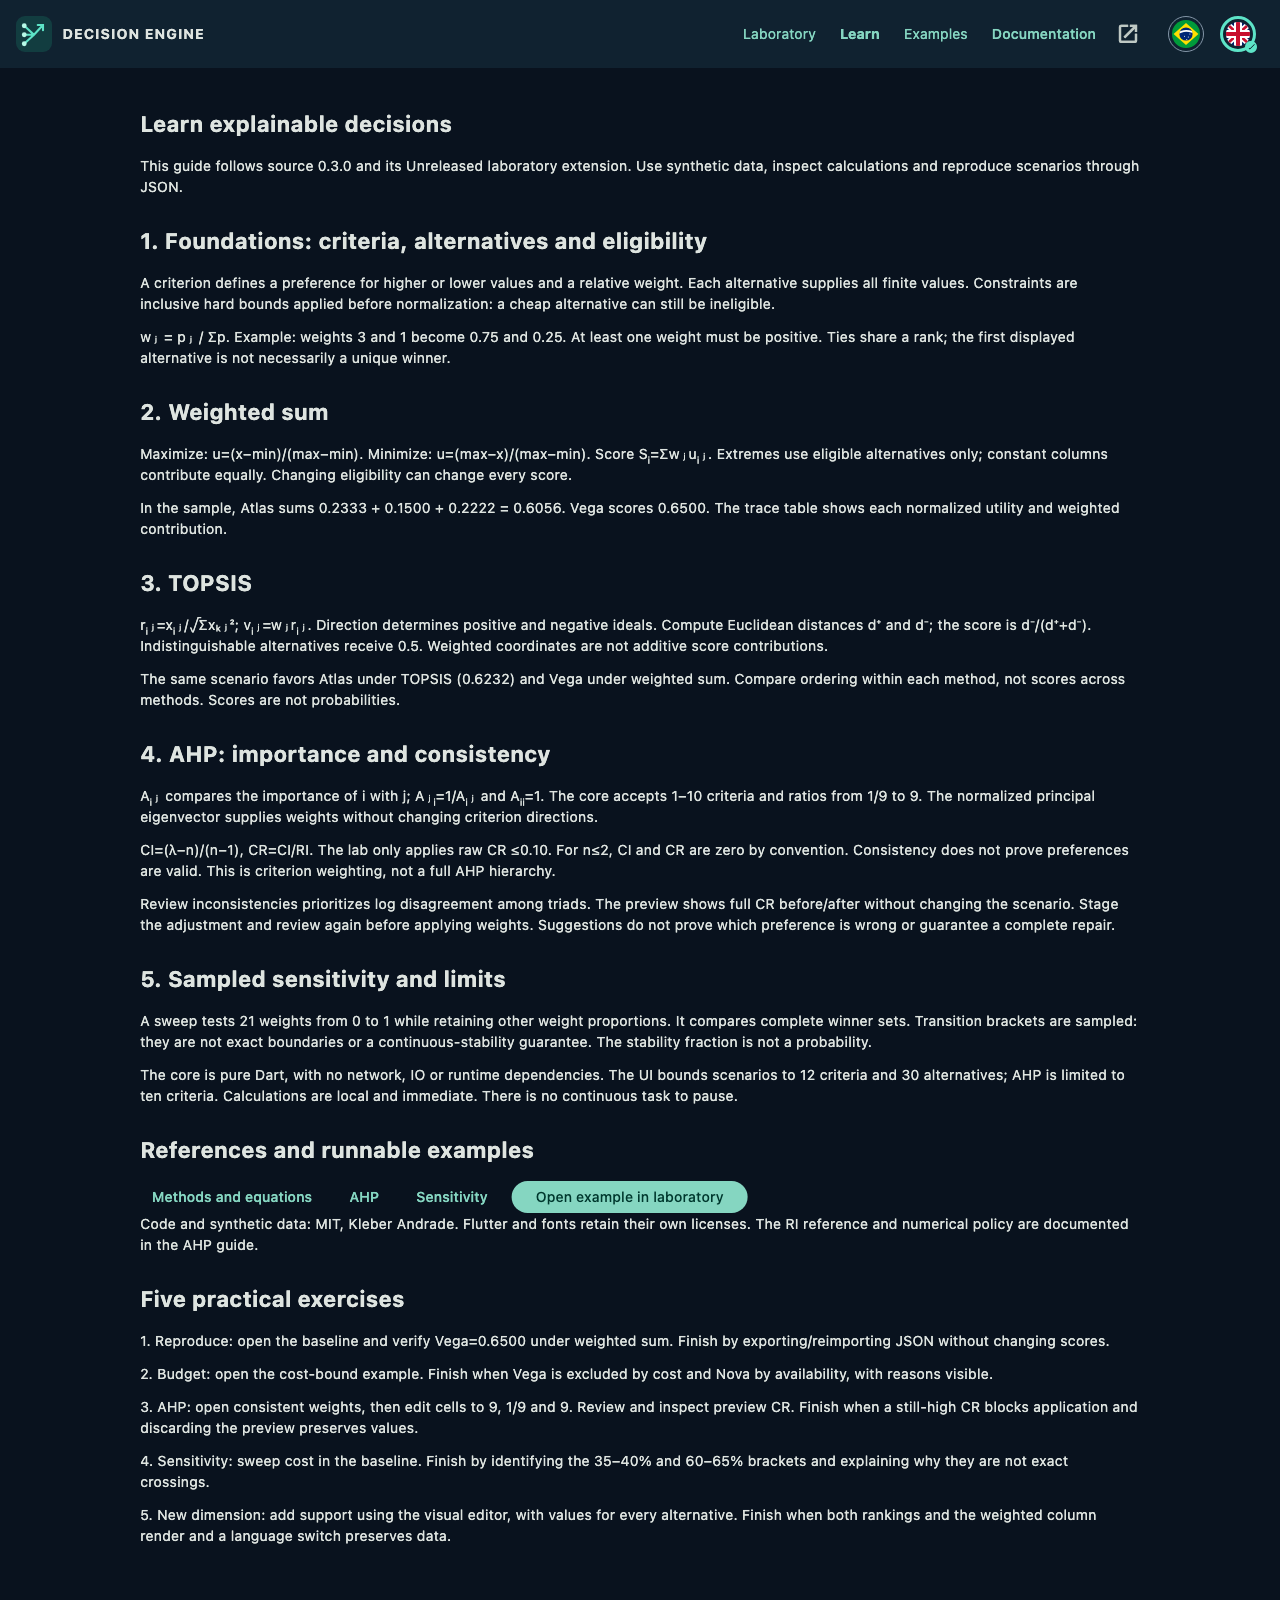 DECISION ENGINE
Laboratory Learn Examples Documentation
Learn explainable decisions
This guide follows source 0.3.0 and its Unreleased laboratory extension. Use synthetic data, inspect calculations and reproduce scenarios through
JSON.
1. Foundations: criteria, alternatives and eligibility
A criterion defines a preference for higher or lower values and a relative weight. Each alternative supplies all finite values. Constraints are
inclusive hard bounds applied before normalization: a cheap alternative can still be ineligible.
wⱼ = pⱼ / Σp. Example: weights 3 and 1 become 0.75 and 0.25. At least one weight must be positive. Ties share a rank; the first displayed
alternative is not necessarily a unique winner.
2. Weighted sum
Maximize: u=(x−min)/(max−min). Minimize: u=(max−x)/(max−min). Score Sᵢ=Σwⱼuᵢⱼ. Extremes use eligible alternatives only; constant columns
contribute equally. Changing eligibility can change every score.
In the sample, Atlas sums 0.2333 + 0.1500 + 0.2222 = 0.6056. Vega scores 0.6500. The trace table shows each normalized utility and weighted
contribution.
3. TOPSIS
rᵢⱼ=xᵢⱼ/√Σxₖⱼ²; vᵢⱼ=wⱼrᵢⱼ. Direction determines positive and negative ideals. Compute Euclidean distances d⁺ and d⁻; the score is d⁻/(d⁺+d⁻).
Indistinguishable alternatives receive 0.5. Weighted coordinates are not additive score contributions.
The same scenario favors Atlas under TOPSIS (0.6232) and Vega under weighted sum. Compare ordering within each method, not scores across
methods. Scores are not probabilities.
4. AHP: importance and consistency
Aᵢⱼ compares the importance of i with j; Aⱼᵢ=1/Aᵢⱼ and Aᵢᵢ=1. The core accepts 1–10 criteria and ratios from 1/9 to 9. The normalized principal
eigenvector supplies weights without changing criterion directions.
CI=(λ−n)/(n−1), CR=CI/RI. The lab only applies raw CR ≤0.10. For n≤2, CI and CR are zero by convention. Consistency does not prove preferences
are valid. This is criterion weighting, not a full AHP hierarchy.
Review inconsistencies prioritizes log disagreement among triads. The preview shows full CR before/after without changing the scenario. Stage
the adjustment and review again before applying weights. Suggestions do not prove which preference is wrong or guarantee a complete repair.
5. Sampled sensitivity and limits
A sweep tests 21 weights from 0 to 1 while retaining other weight proportions. It compares complete winner sets. Transition brackets are sampled:
they are not exact boundaries or a continuous-stability guarantee. The stability fraction is not a probability.
The core is pure Dart, with no network, IO or runtime dependencies. The UI bounds scenarios to 12 criteria and 30 alternatives; AHP is limited to
ten criteria. Calculations are local and immediate. There is no continuous task to pause.
References and runnable examples
Methods and equations AHP Sensitivity Open example in laboratory
Code and synthetic data: MIT, Kleber Andrade. Flutter and fonts retain their own licenses. The RI reference and numerical policy are documented
in the AHP guide.
Five practical exercises
1. Reproduce: open the baseline and verify Vega=0.6500 under weighted sum. Finish by exporting/reimporting JSON without changing scores.
2. Budget: open the cost-bound example. Finish when Vega is excluded by cost and Nova by availability, with reasons visible.
3. AHP: open consistent weights, then edit cells to 9, 1/9 and 9. Review and inspect preview CR. Finish when a still-high CR blocks application and
discarding the preview preserves values.
4. Sensitivity: sweep cost in the baseline. Finish by identifying the 35–40% and 60–65% brackets and explaining why they are not exact
crossings.
5. New dimension: add support using the visual editor, with values for every alternative. Finish when both rankings and the weighted column
render and a language switch preserves data.